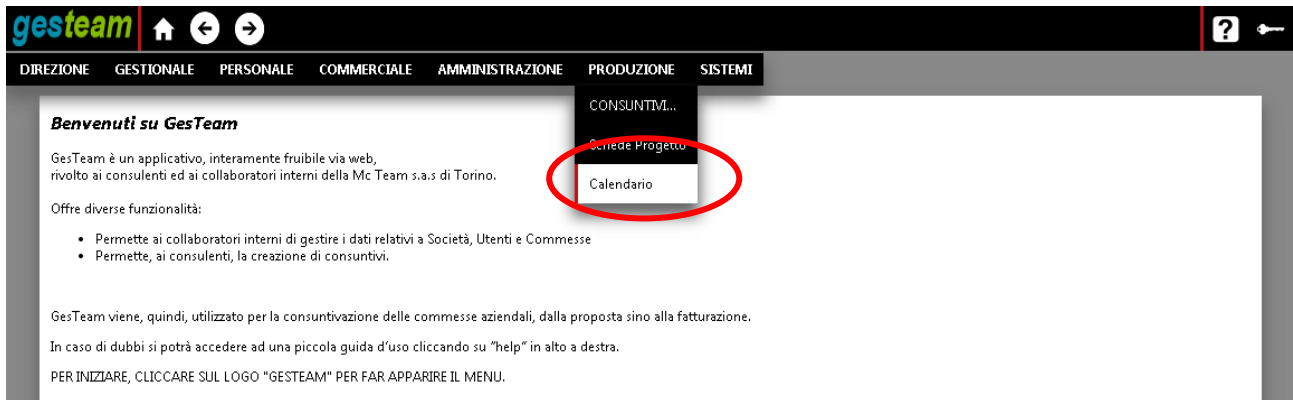 gesteam
?
DIREZIONE GESTIONALE PERSONALE COMMERCIALE AMMINISTRAZIONE PRODUZIONE SISTEMI
CONSUNTIVI...
Schede Progetto
Calendario
Benvenuti su GesTeam
GesTeam è un applicativo, interamente fruibile via web,
rivolto ai consulenti ed ai collaboratori interni della Mc Team s.a.s di Torino.
Offre diverse funzionalità:
• Permette ai collaboratori interni di gestire i dati relativi a Società, Utenti e Commesse
• Permette, ai consulenti, la creazione di consuntivi.
GesTeam viene, quindi, utilizzato per la consuntivazione delle commesse aziendali, dalla proposta sino alla fatturazione.
In caso di dubbi si potrà accedere ad una piccola guida d'uso cliccando su "help" in alto a destra.
PER INIZIARE, CLICCARE SUL LOGO "GESTEAM" PER FAR APPARIRE IL MENU.